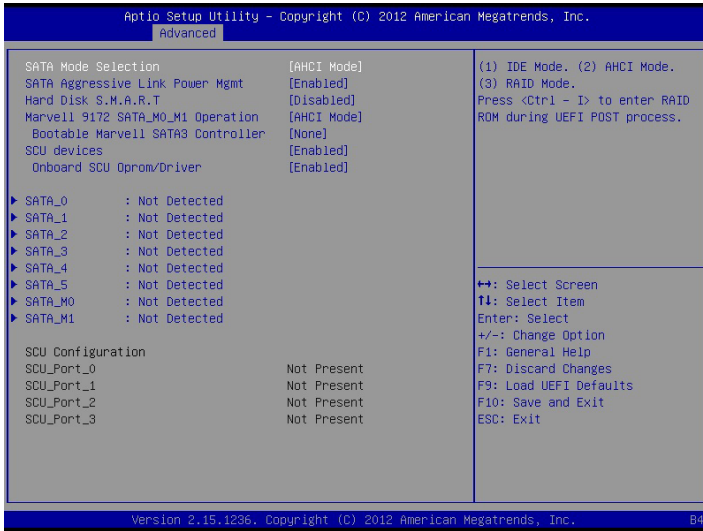 Aptio Setup Utility – Copyright (C) 2012 American Megatrends, Inc.
Advanced
SATA Mode Selection [AHCI Mode]
SATA Aggressive Link Power Mgmt [Enabled]
Hard Disk S.M.A.R.T [Disabled]
Marvell 9172 SATA_M0_M1 Operation [AHCI Mode]
Bootable Marvell SATA3 Controller [None]
SCU devices [Enabled]
Onboard SCU Oprom/Driver [Enabled]
SATA_0 : Not Detected
SATA_1 : Not Detected
SATA_2 : Not Detected
SATA_3 : Not Detected
SATA_4 : Not Detected
SATA_5 : Not Detected
SATA_M0 : Not Detected
SATA_M1 : Not Detected
SCU Configuration
SCU_Port_0 Not Present
SCU_Port_1 Not Present
SCU_Port_2 Not Present
SCU_Port_3 Not Present
(1) IDE Mode. (2) AHCI Mode.
(3) RAID Mode.
Press <Ctrl – I> to enter RAID
ROM during UEFI POST process.
↔: Select Screen
↑↓: Select Item
Enter: Select
+/-: Change Option
F1: General Help
F7: Discard Changes
F9: Load UEFI Defaults
F10: Save and Exit
ESC: Exit
Version 2.15.1236. Copyright (C) 2012 American Megatrends, Inc.
B4